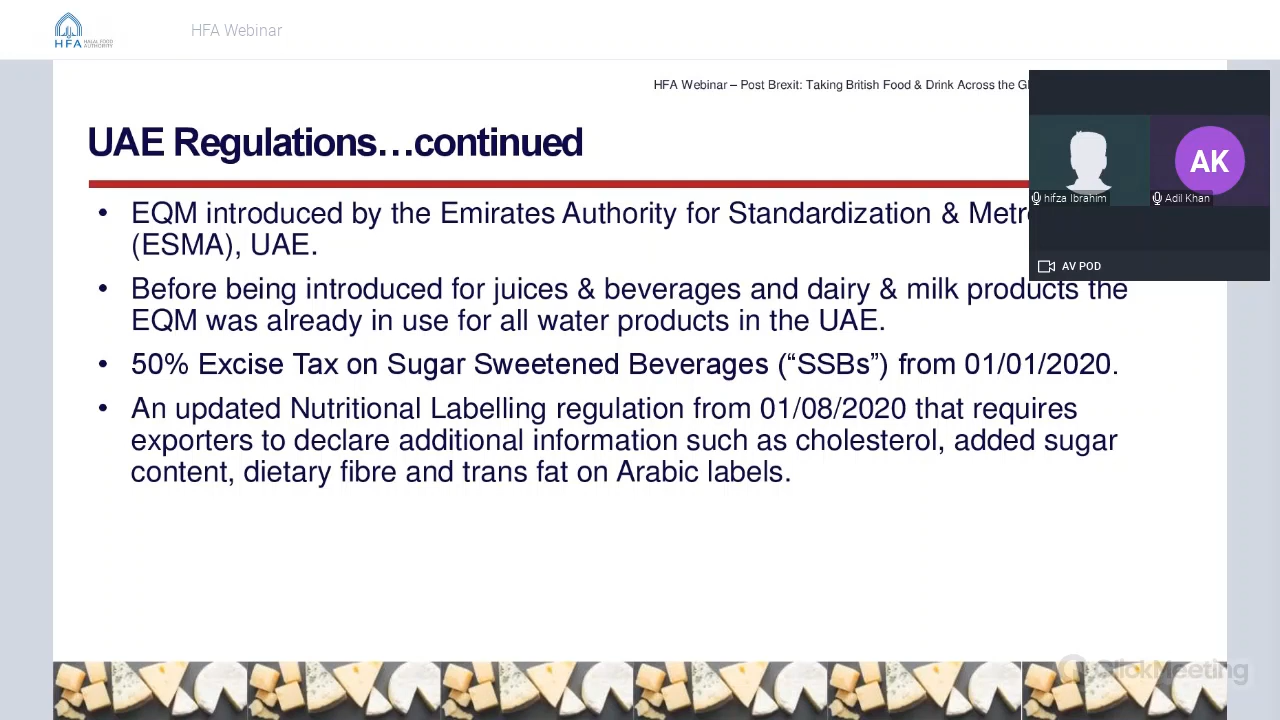 HFA
HALAL FOOD
AUTHORITY
HFA Webinar
HFA Webinar – Post Brexit: Taking British Food & Drink Across the
UAE Regulations…continued
• EQM introduced by the Emirates Authority for Standardization &
(ESMA), UAE.
• Before being introduced for juices & beverages and dairy & milk products the
EQM was already in use for all water products in the UAE.
• 50% Excise Tax on Sugar Sweetened Beverages (“SSBs”) from 01/01/2020.
• An updated Nutritional Labelling regulation from 01/08/2020 that requires
exporters to declare additional information such as cholesterol, added sugar
content, dietary fibre and trans fat on Arabic labels.
AK
hifza Ibrahim
Adil Khan
AV POD
ClickMeeting